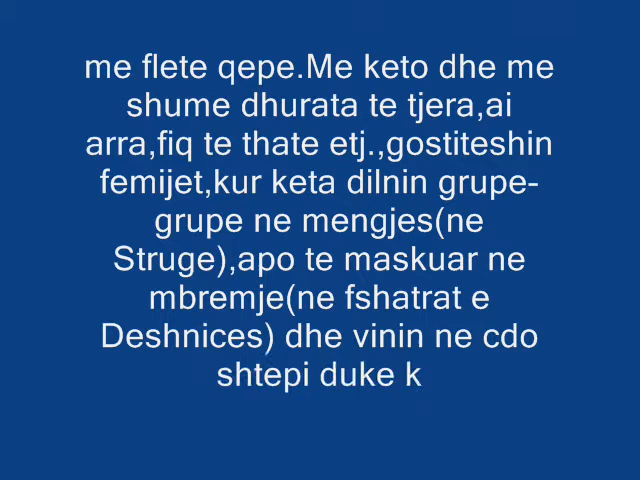 me flete qepe.Me keto dhe me
shume dhurata te tjera,ai
arra,fiq te thate etj.,gostiteshin
femijet,kur keta dilnin grupe-
grupe ne mengjes(ne
Struge),apo te maskuar ne
mbremje(ne fshatrat e
Deshnices) dhe vinin ne cdo
shtepi duke k